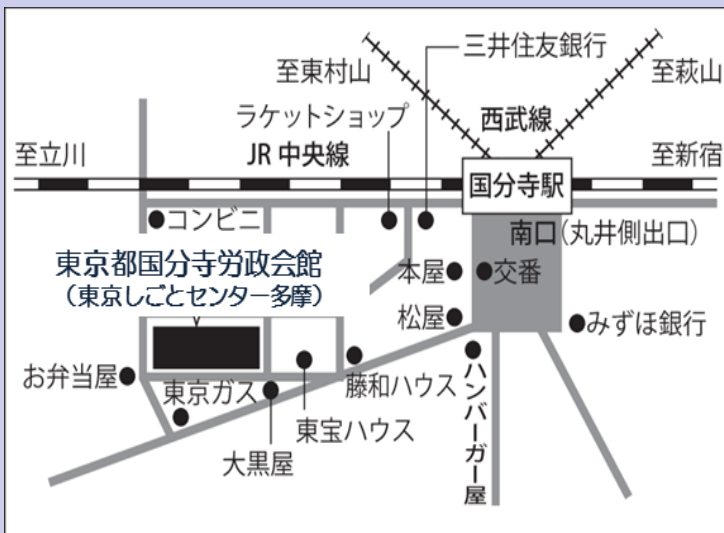 三井住友銀行
至東村山
至萩山
ラケットショップ
西武線
至立川
JR 中央線
至新宿
国分寺駅
コンビニ
南口(丸井側出口)
東京都国分寺労政会館
(東京しごとセンター多摩)
本屋
交番
松屋
みずほ銀行
お弁当屋
東京ガス
藤和ハウス
ハンバーガー屋
東宝ハウス
大黒屋